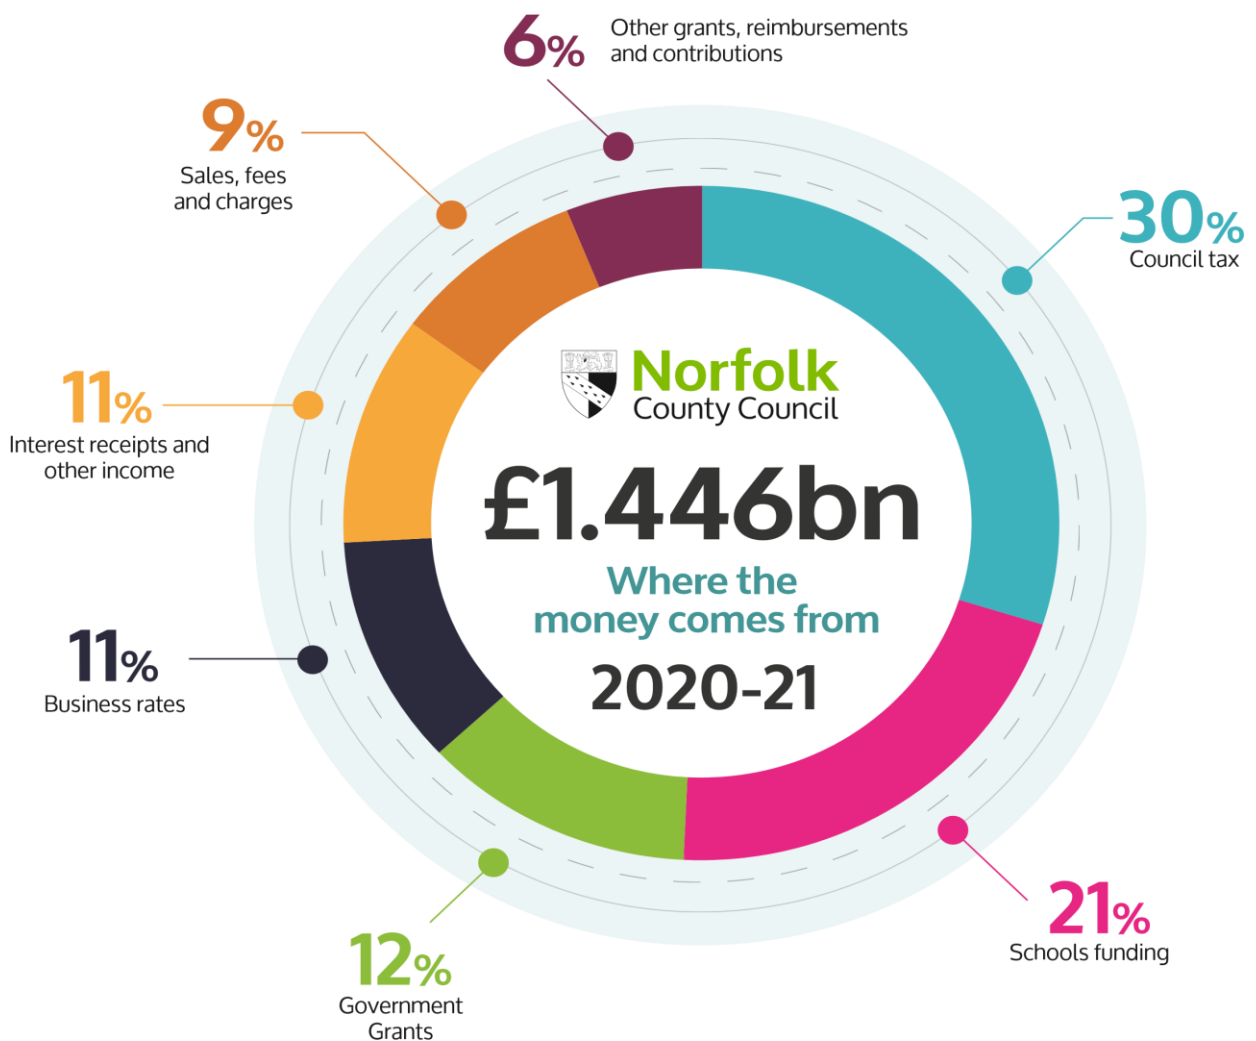 6%
Other grants, reimbursements
and contributions
9%
Sales, fees
and charges
30%
Council tax
11%
Interest receipts and
other income
Norfolk
County Council
£1.446bn
Where the
money comes from
2020-21
11%
Business rates
21%
Schools funding
12%
Government
Grants